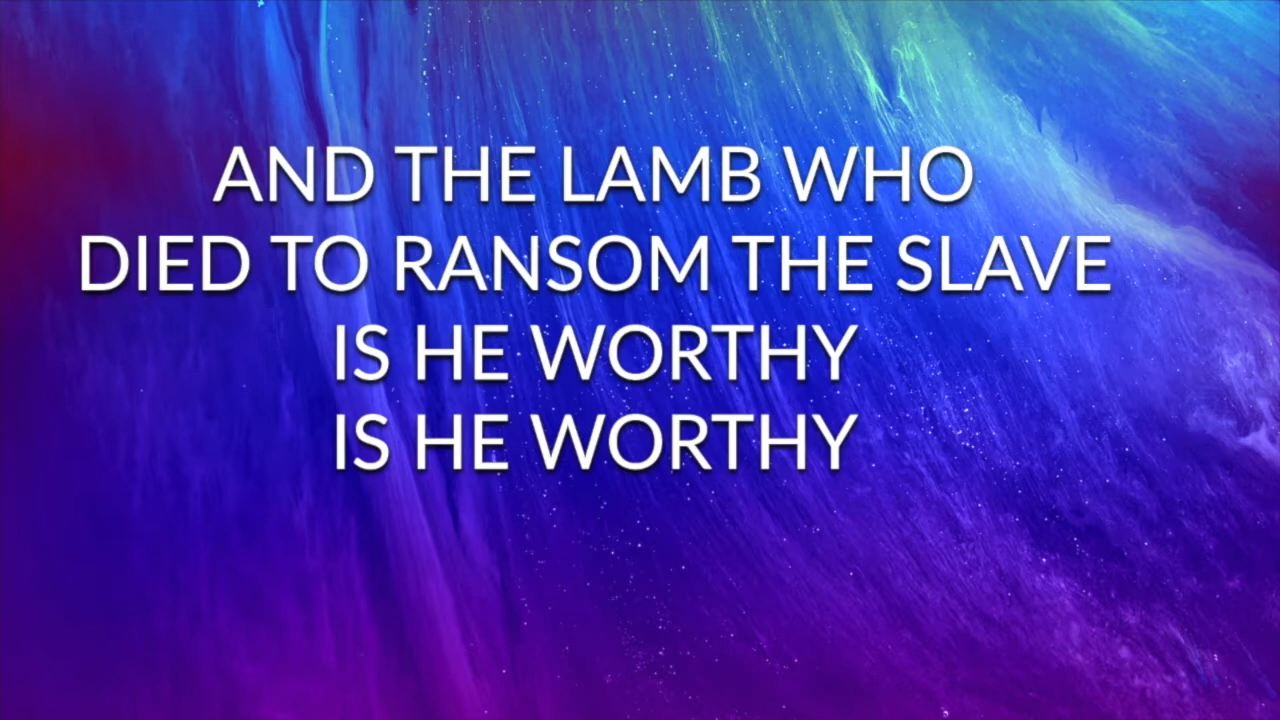 AND THE LAMB WHO
DIED TO RANSOM THE SLAVE
IS HE WORTHY
IS HE WORTHY